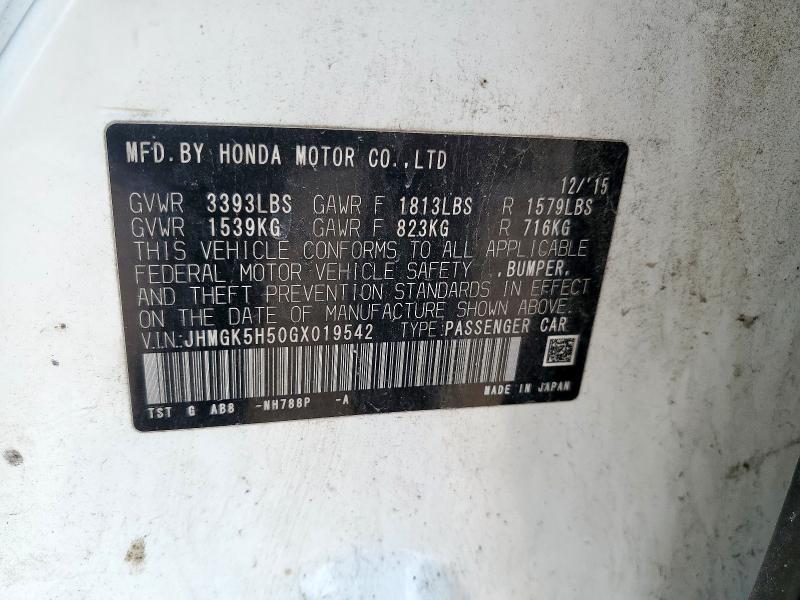 MFD.BY HONDA MOTOR CO.,LTD
12/'15
GVWR 3393LBS GAWR F 1813LBS R 1579LBS
GVWR 1539KG GAWR F 823KG R 716KG
THIS VEHICLE CONFORMS TO ALL APPLICABLE
FEDERAL MOTOR VEHICLE SAFETY ,BUMPER,
AND THEFT PREVENTION STANDARDS IN EFFECT
ON THE DATE OF MANUFACTURE SHOWN ABOVE.
V.I.N:JHMGK5H50GX019542 TYPE:PASSENGER CAR
MADE IN JAPAN
TST G AB8 -NH788P -A